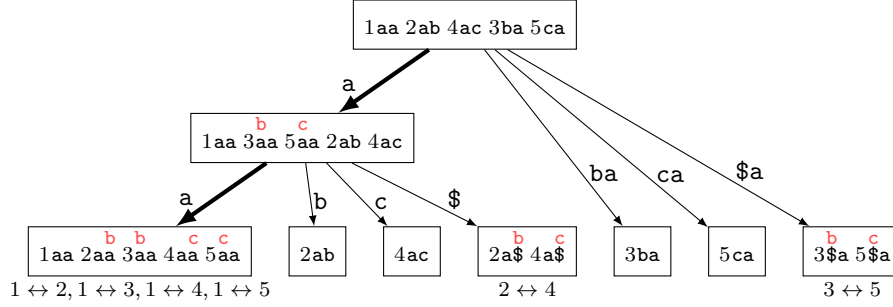 1aa 2ab 4ac 3ba 5ca
a
b c
1aa 3aa 5aa 2ab 4ac
ba ca $a
a b c $
b b c c
1aa 2aa 3aa 4aa 5aa
2ab
4ac
b c
2a$ 4a$
3ba
5ca
b c
3$a 5$a
1 ↔ 2, 1 ↔ 3, 1 ↔ 4, 1 ↔ 5
2 ↔ 4
3 ↔ 5